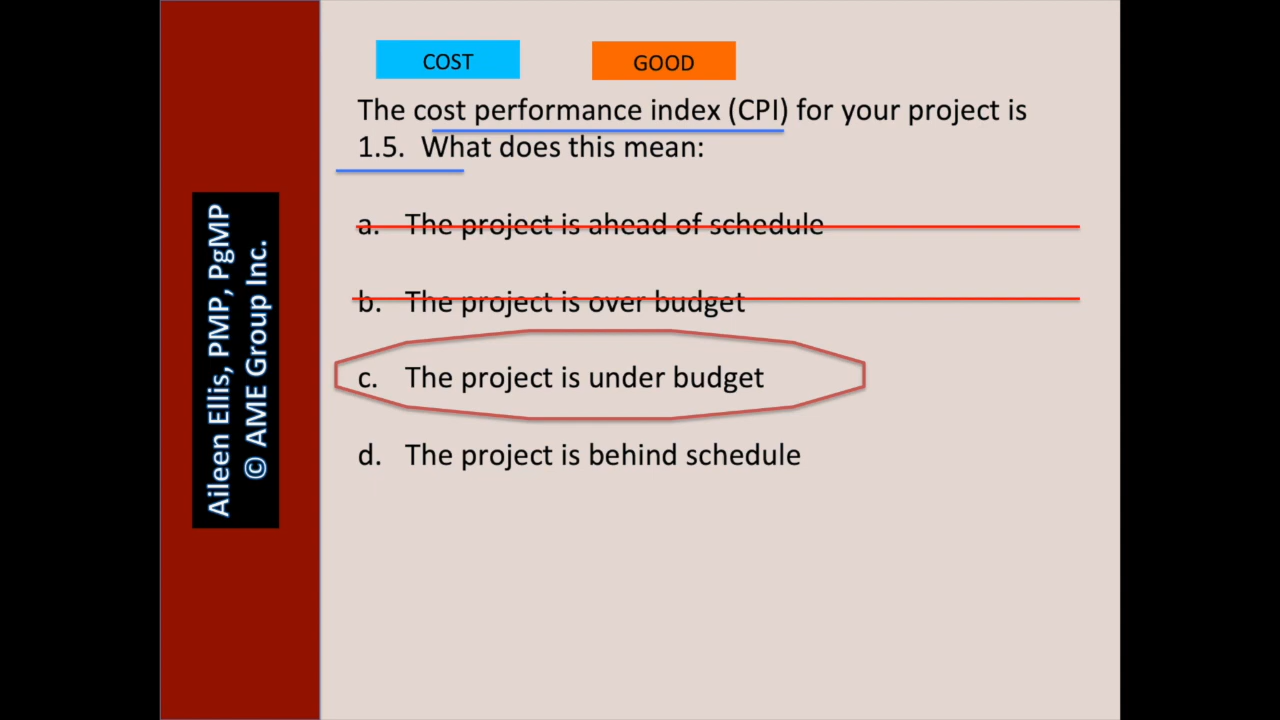 COST
GOOD
The cost performance index (CPI) for your project is
1.5. What does this mean:
a. The project is ahead of schedule
b. The project is over budget
c. The project is under budget
d. The project is behind schedule
Aileen Ellis, PMP, PgMP
© AME Group Inc.